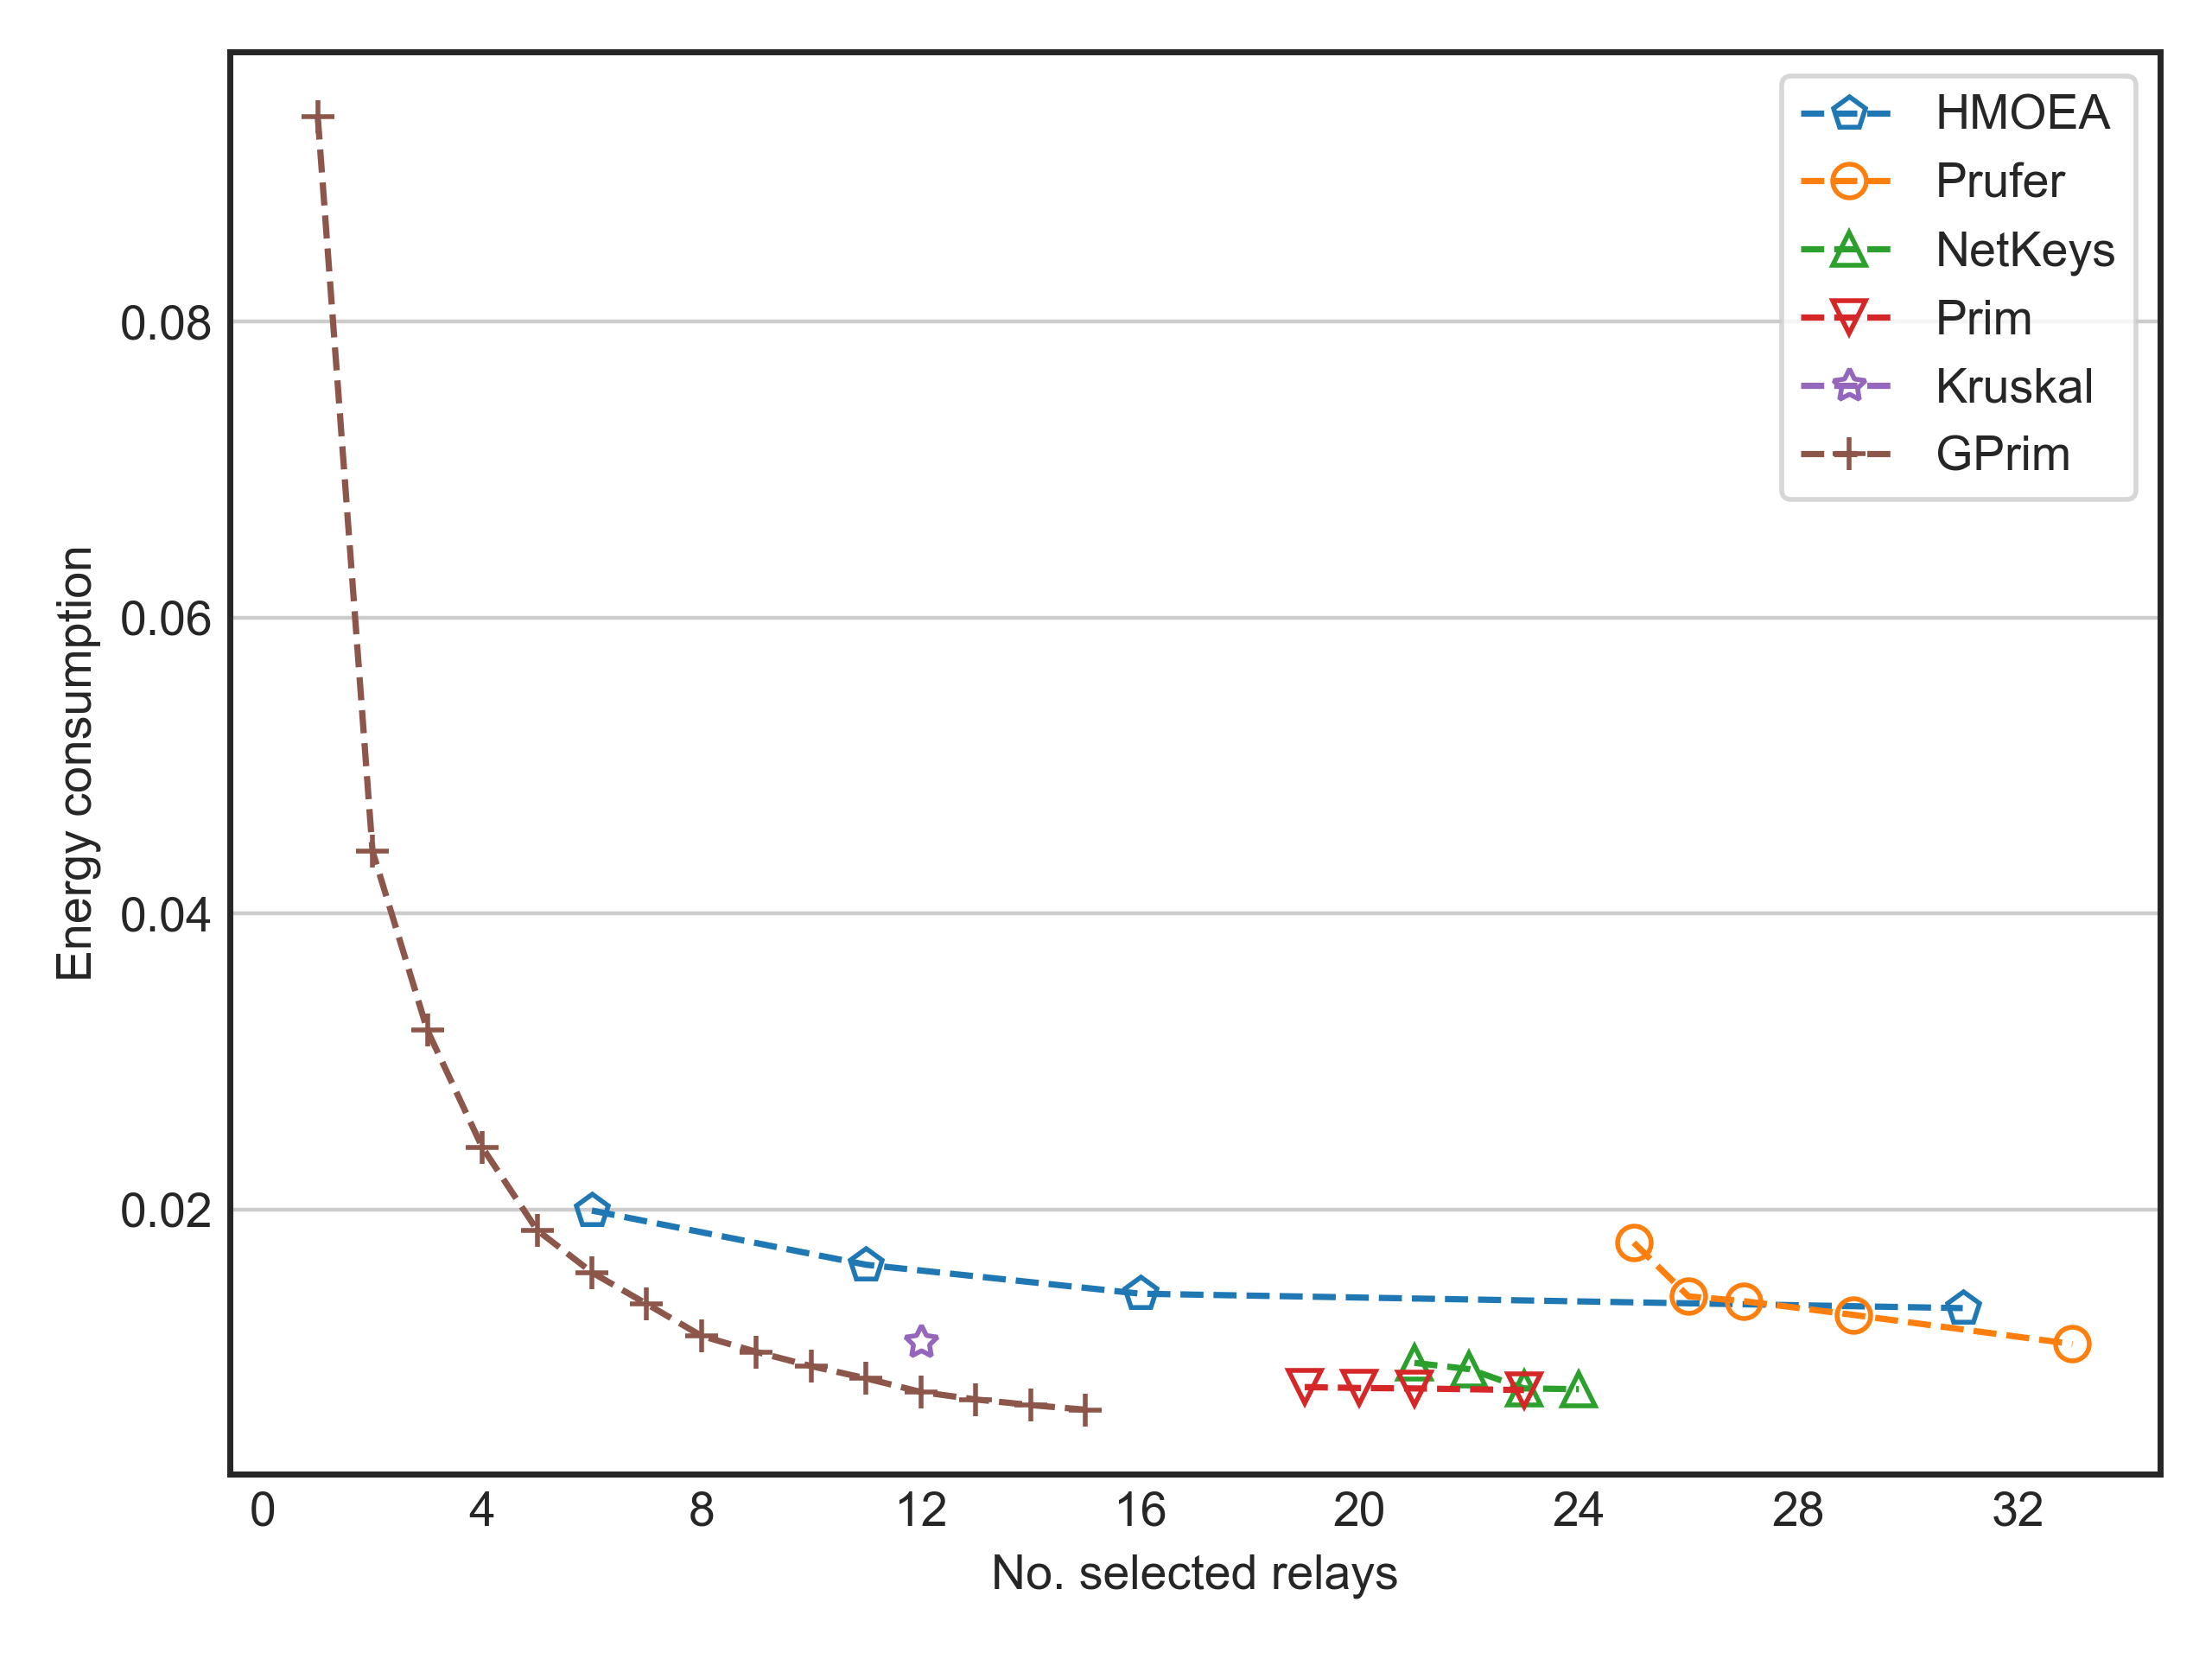 HMOEA
Prufer
NetKeys
Prim
Kruskal
GPrim
0.08
0.06
0.04
0.02
Energy consumption
0 4 8 12 16 20 24 28 32
No. selected relays